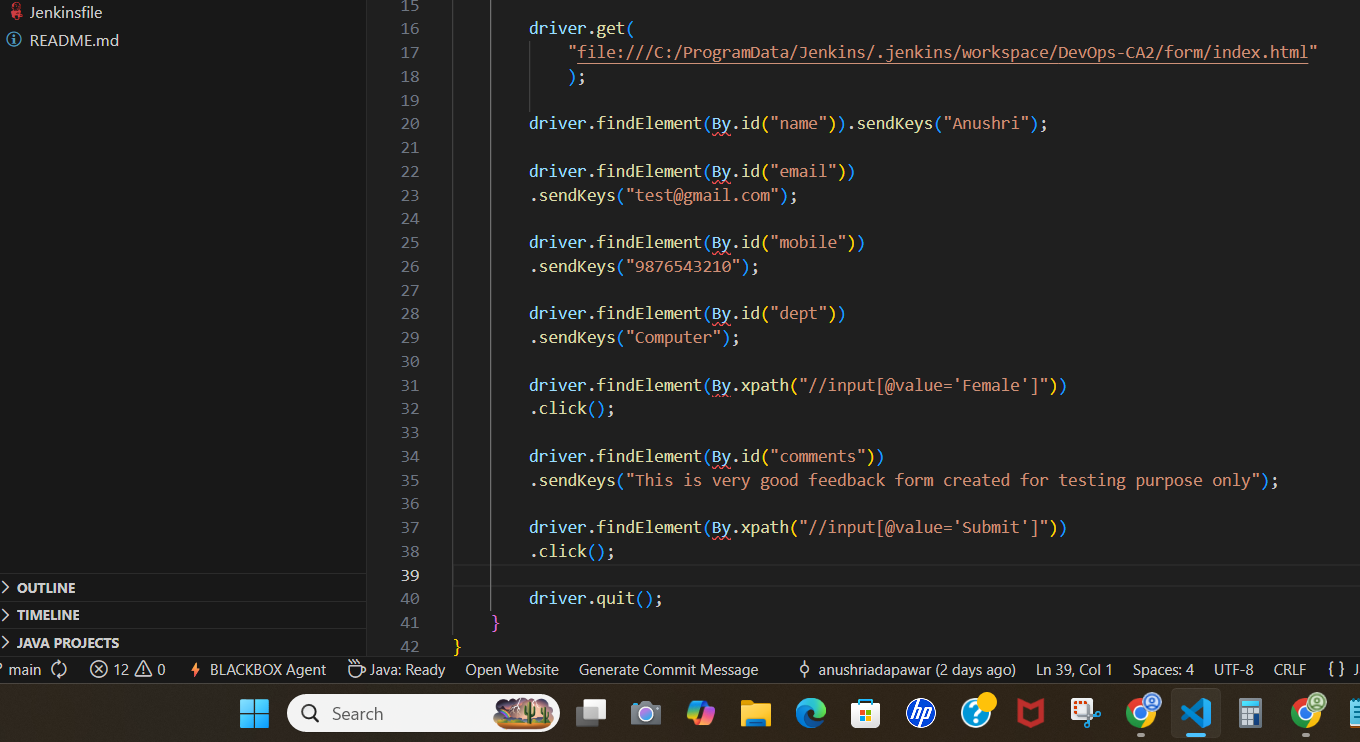 Jenkinsfile
README.md
OUTLINE
TIMELINE
JAVA PROJECTS
15
16 driver.get(
17 "file:///C:/ProgramData/Jenkins/.jenkins/workspace/DevOps-CA2/form/index.html"
18 );
19
20 driver.findElement(By.id("name")).sendKeys("Anushri");
21
22 driver.findElement(By.id("email"))
23 .sendKeys("test@gmail.com");
24
25 driver.findElement(By.id("mobile"))
26 .sendKeys("9876543210");
27
28 driver.findElement(By.id("dept"))
29 .sendKeys("Computer");
30
31 driver.findElement(By.xpath("//input[@value='Female']"))
32 .click();
33
34 driver.findElement(By.id("comments"))
35 .sendKeys("This is very good feedback form created for testing purpose only");
36
37 driver.findElement(By.xpath("//input[@value='Submit']"))
38 .click();
39
40 driver.quit();
41 }
42 }
main 12 0 BLACKBOX Agent Java: Ready Open Website Generate Commit Message anushriadapawar (2 days ago) Ln 39, Col 1 Spaces: 4 UTF-8 CRLF { } J
Search hp ?